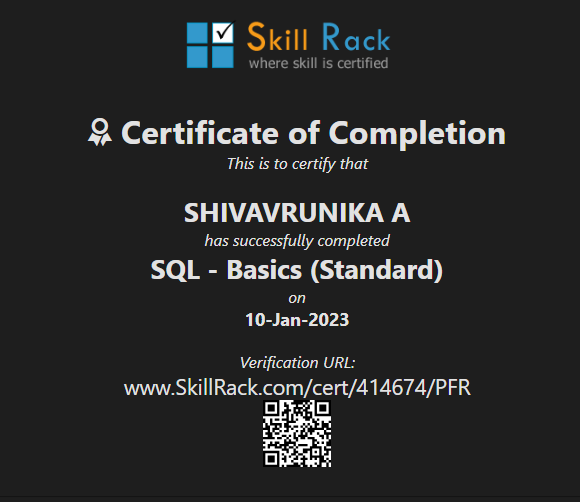 Skill Rack
where skill is certified
Certificate of Completion
This is to certify that
SHIVAVRUNIKA A
has successfully completed
SQL - Basics (Standard)
on
10-Jan-2023
Verification URL:
www.SkillRack.com/cert/414674/PFR